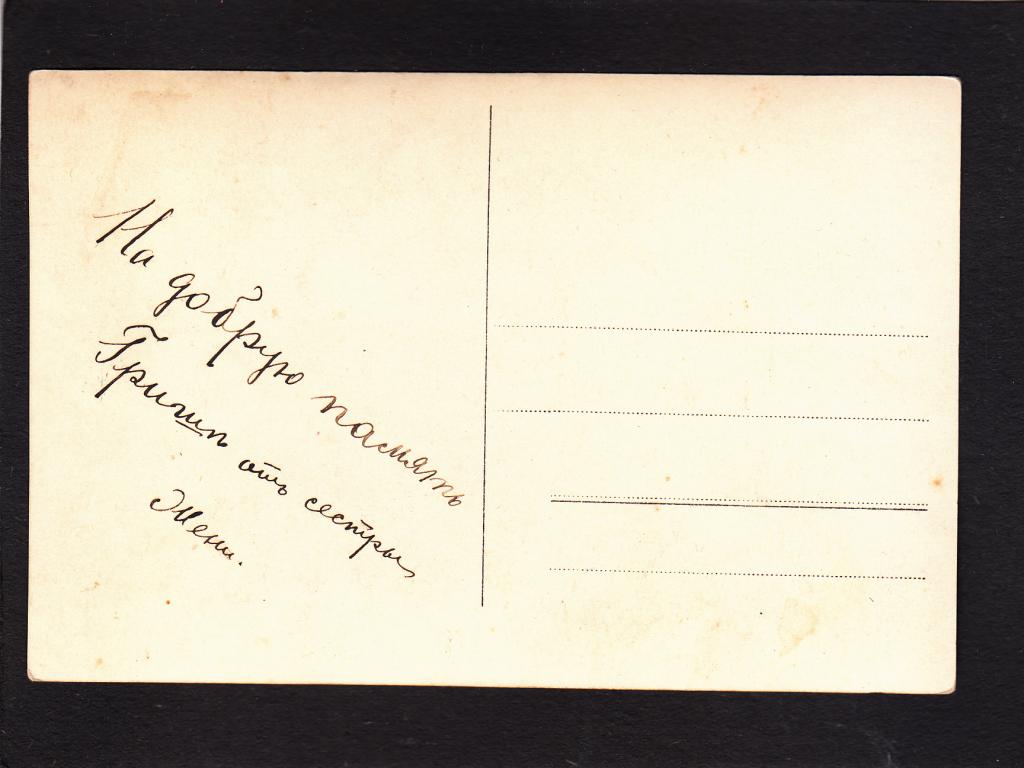 На добрую память
Гриши отъ сестры
Жени.